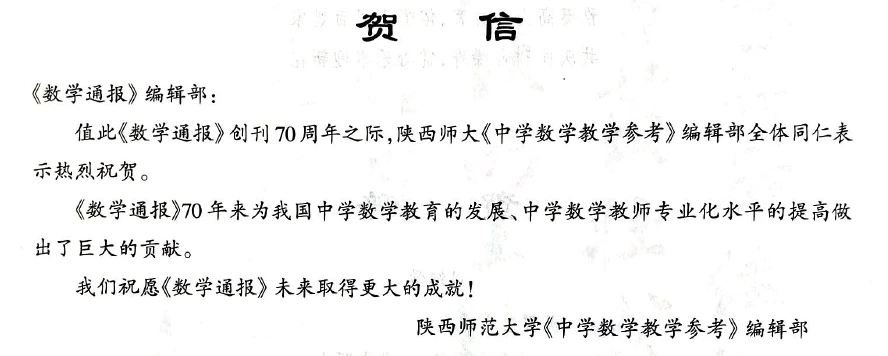 贺 信
《数学通报》编辑部：
值此《数学通报》创刊70周年之际，陕西师大《中学数学教学参考》编辑部全体同仁表
示热烈祝贺。
《数学通报》70年来为我国中学数学教育的发展、中学数学教师专业化水平的提高做
出了巨大的贡献。
我们祝愿《数学通报》未来取得更大的成就！
陕西师范大学《中学数学教学参考》编辑部